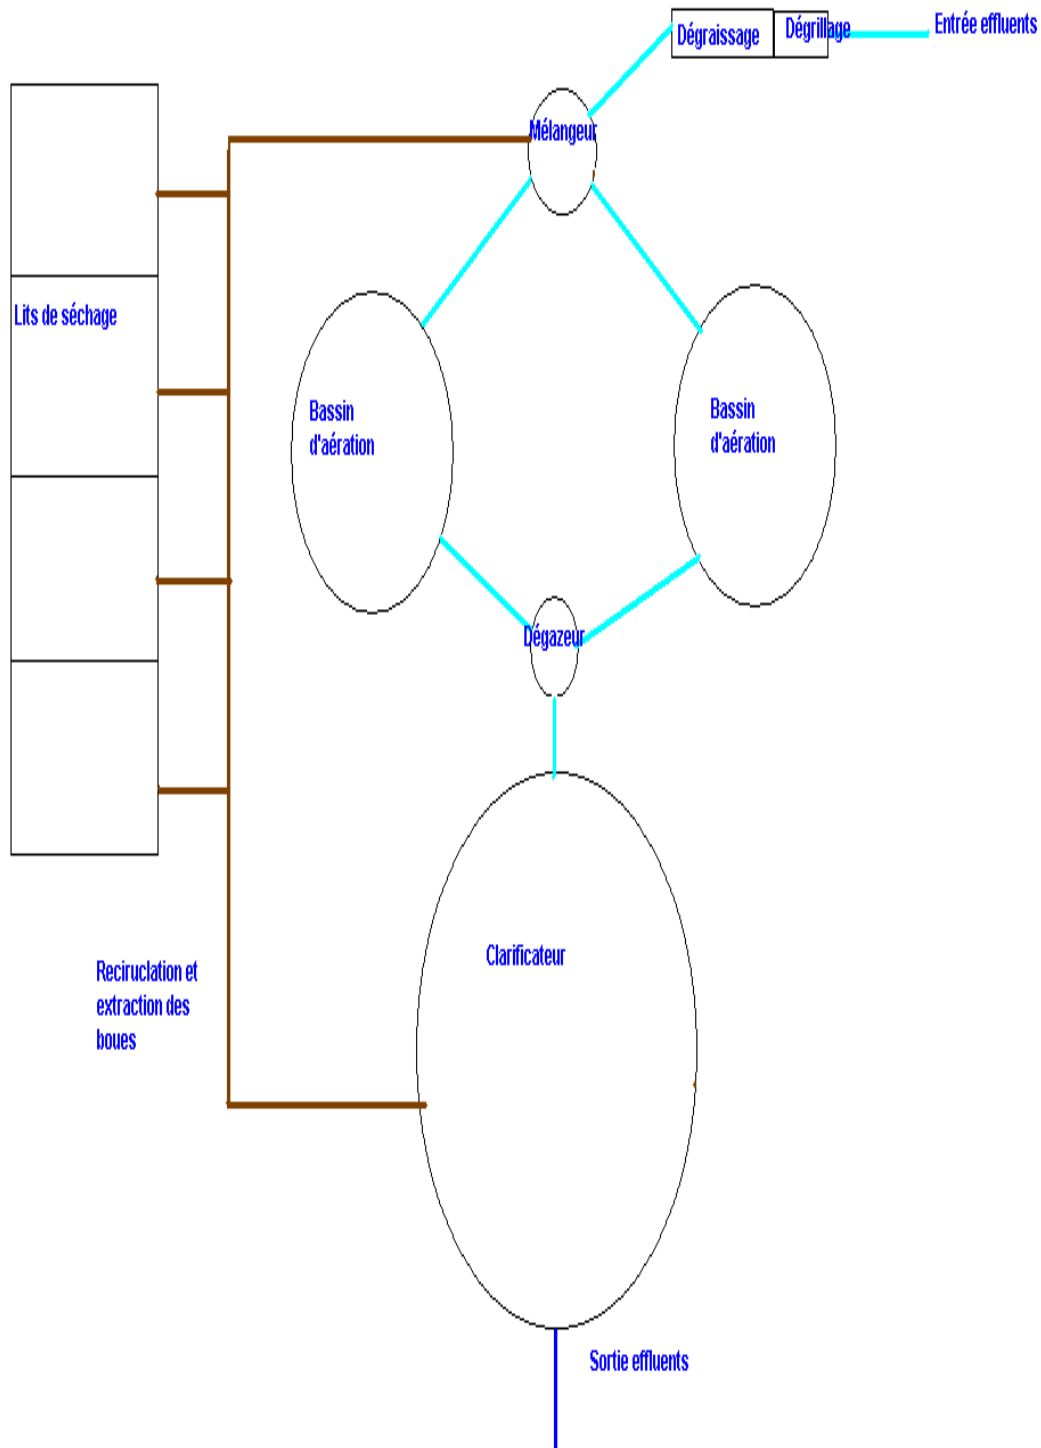 Entrée effluents
Dégrillage
Dégraissage
Mélangeur
Lits de séchage
Bassin
d'aération
Bassin
d'aération
Dégazeur
Clarificateur
Reciruclation et
extraction des
boues
Sortie effluents